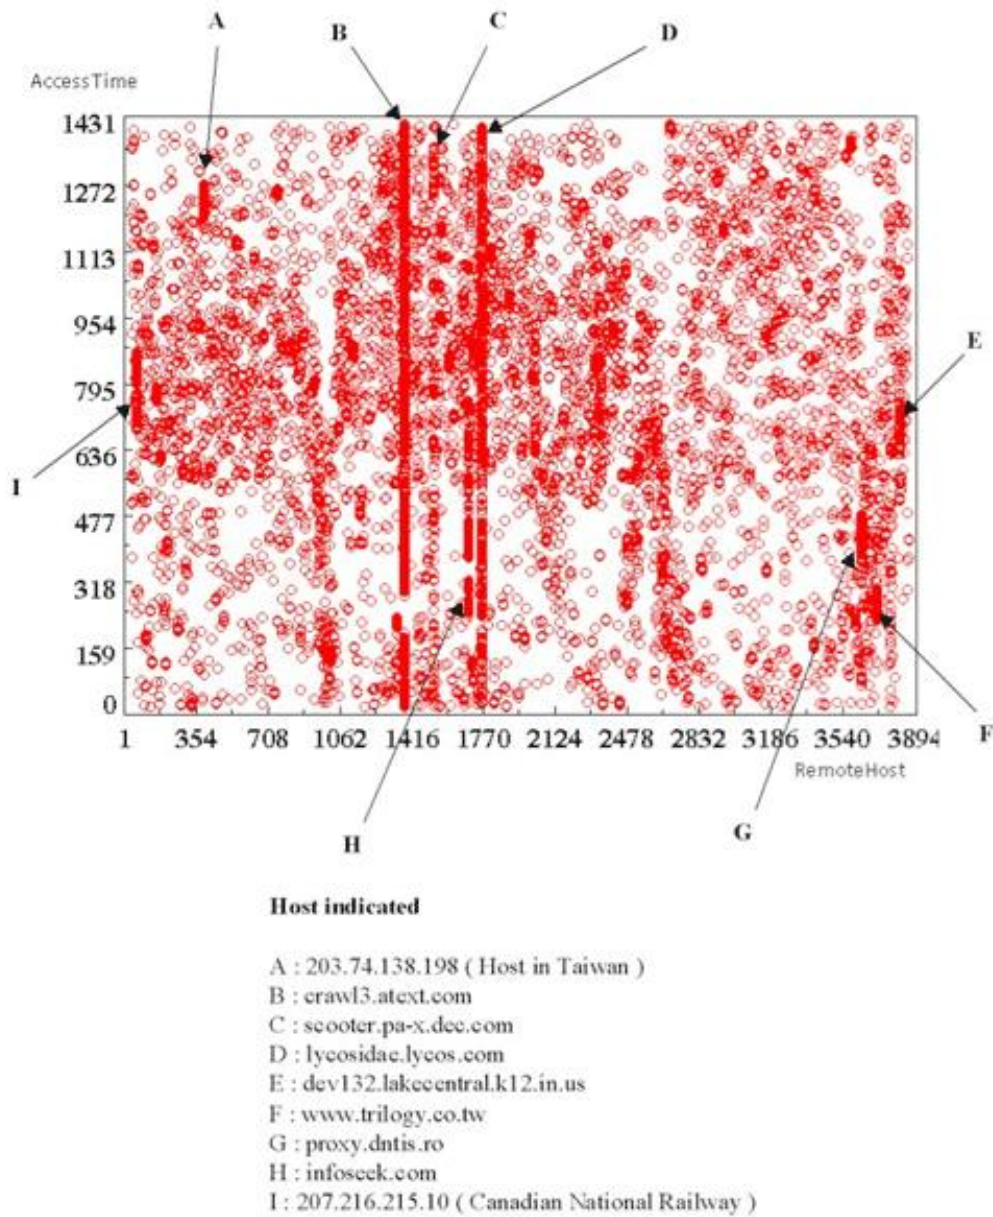 A
B
C
D
AccessTime
1431
1272
1113
954
795
636
477
318
159
0
E
I
1 354 708 1062 1416 1770 2124 2478 2832 3186 3540 3894
F
RemoteHost
H
G
Host indicated
A : 203.74.138.198 ( Host in Taiwan )
B : crawl3.atext.com
C : scooter.pa-x.dec.com
D : lycosidae.lycos.com
E : dev132.lakecentral.k12.in.us
F : www.trilogy.co.tw
G : proxy.dntis.ro
H : infoseek.com
I : 207.216.215.10 ( Canadian National Railway )